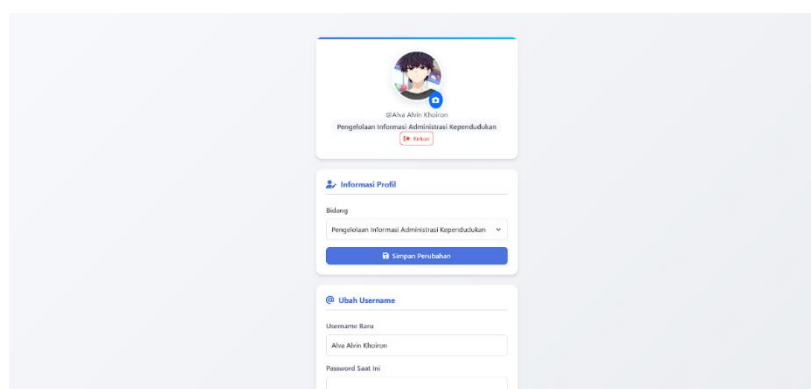 @Alva Alvin Khoiron
Pengelolaan Informasi Administrasi Kependudukan
Keluar
Informasi Profil
Bidang
Pengelolaan Informasi Administrasi Kependudukan
Simpan Perubahan
Ubah Username
Username Baru
Alva Alvin Khoiron
Password Saat Ini